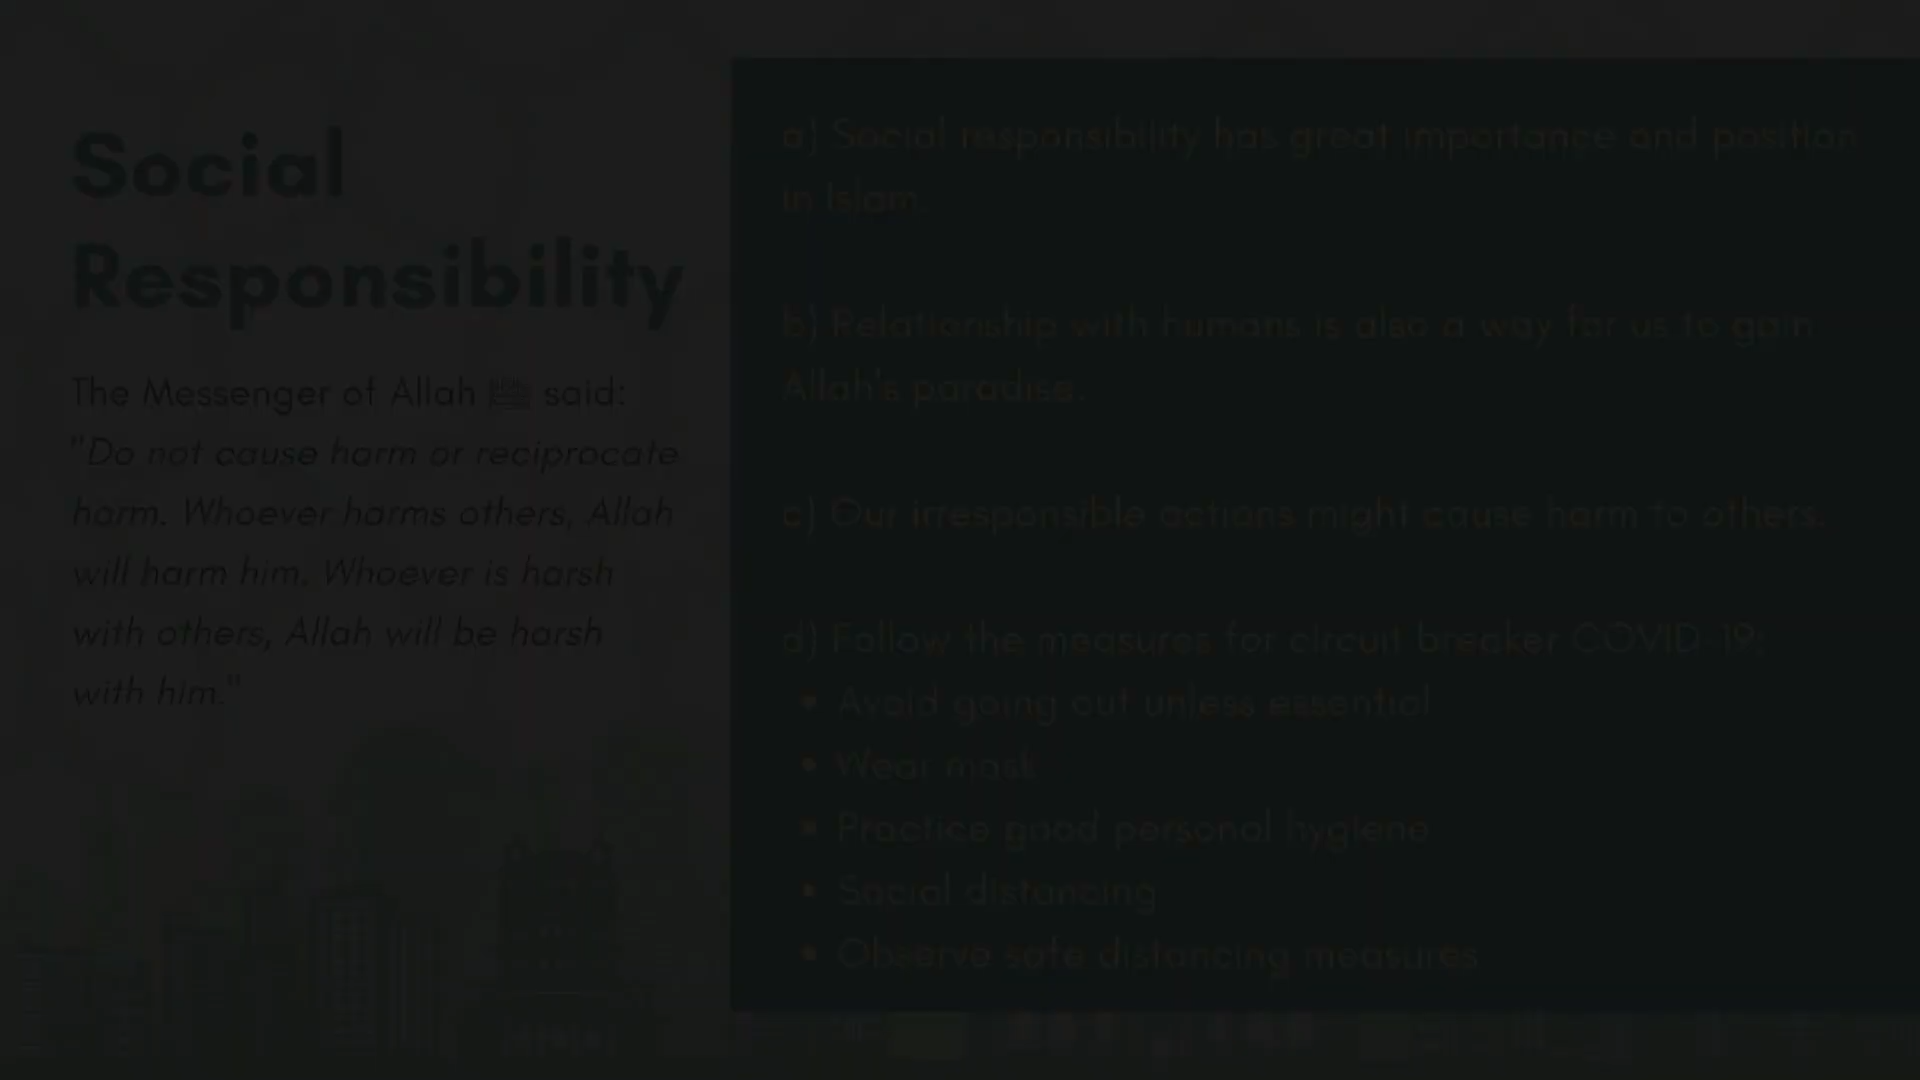 Social
Responsibility
The Messenger of Allah ﷺ said:
"Do not cause harm or reciprocate
harm. Whoever harms others, Allah
will harm him. Whoever is harsh
with others, Allah will be harsh
with him."
a) Social responsibility has great importance and position
in Islam.
b) Relationship with humans is also a way for us to gain
Allah's paradise.
c) Our irresponsible actions might cause harm to others.
d) Follow the measures for circuit breaker COVID-19:
• Avoid going out unless essential
• Wear mask
• Practice good personal hygiene
• Social distancing
• Observe safe distancing measures